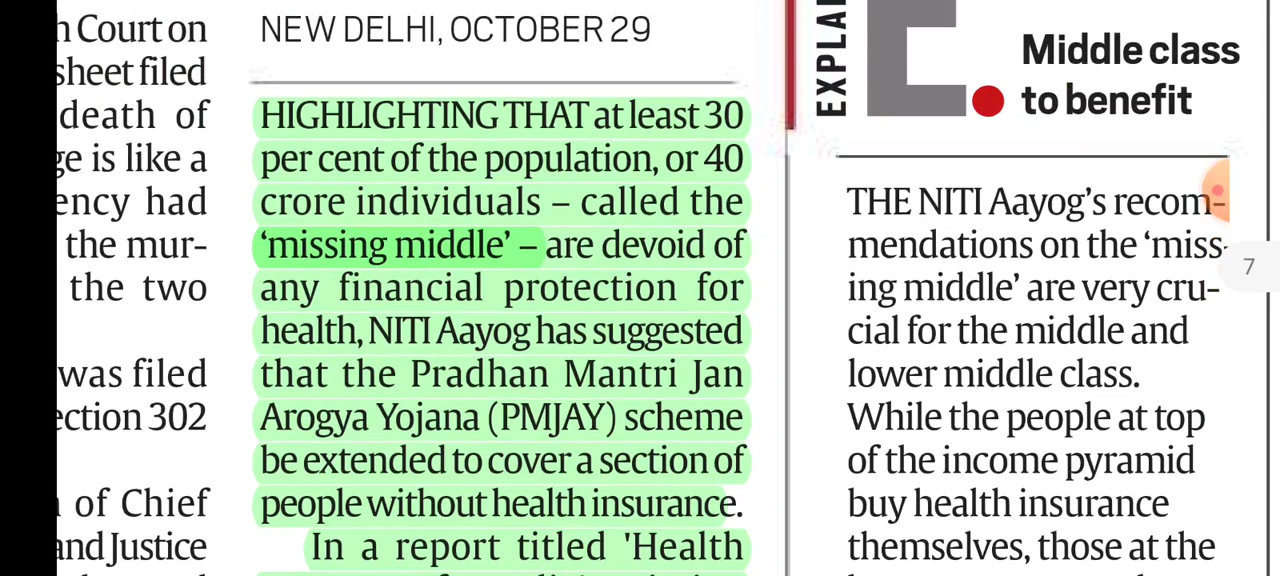 Court on
sheet filed
death of
is like a
had
the mur-
the two
was filed
302
of Chief
and Justice
NEW DELHI, OCTOBER 29
HIGHLIGHTING THAT at least 30
per cent of the population, or 40
crore individuals – called the
‘missing middle’ – are devoid of
any financial protection for
health, NITI Aayog has suggested
that the Pradhan Mantri Jan
Arogya Yojana (PMJAY) scheme
be extended to cover a section of
people without health insurance.
In a report titled 'Health
E.
Middle class
to benefit
THE NITI Aayog’s recom-
mendations on the ‘miss-
ing middle’ are very cru-
cial for the middle and
lower middle class.
While the people at top
of the income pyramid
buy health insurance
themselves, those at the
7